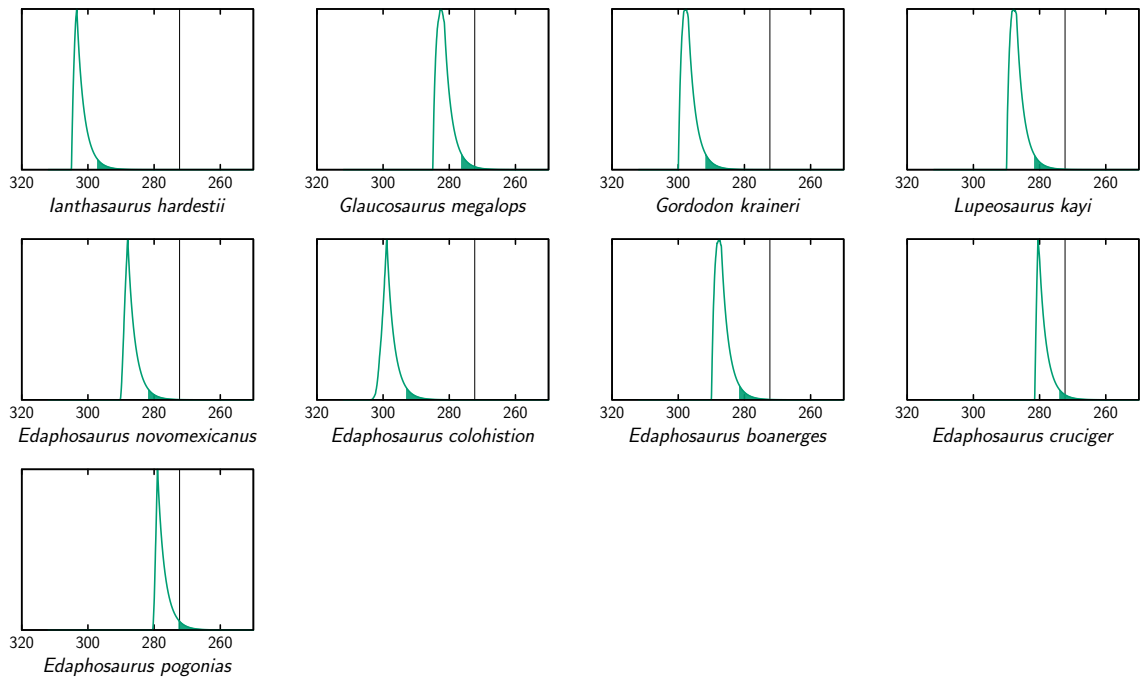 320 300 280 260 320 300 280 260 320 300 280 260 320 300 280 260
Ianthasaurus hardestii Glaucosaurus megalops Gordodon kraineri Lupeosaurus kayi
Edaphosaurus novomexicanus Edaphosaurus colohistion Edaphosaurus boanerges Edaphosaurus cruciger
320 300 280 260 320 300 280 260 320 300 280 260 320 300 280 260
320 300 280 260
Edaphosaurus pogonias